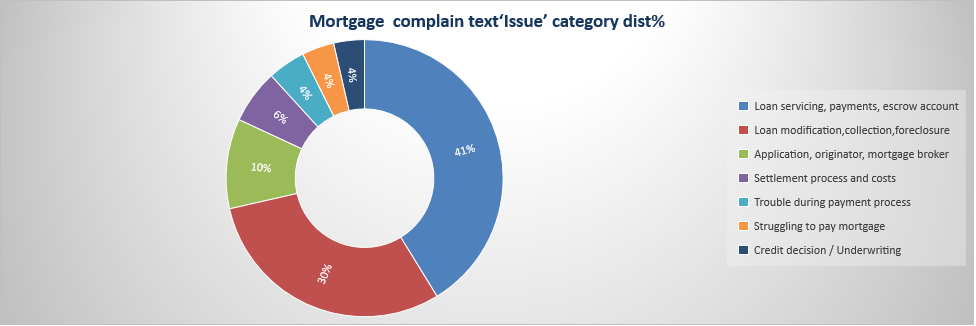 Mortgage  complain text‘Issue’ category dist%
41%
30%
10%
6%
4%
4%
4%
Loan servicing, payments, escrow account
Loan modification,collection,foreclosure
Application, originator, mortgage broker
Settlement process and costs
Trouble during payment process
Struggling to pay mortgage
Credit decision / Underwriting